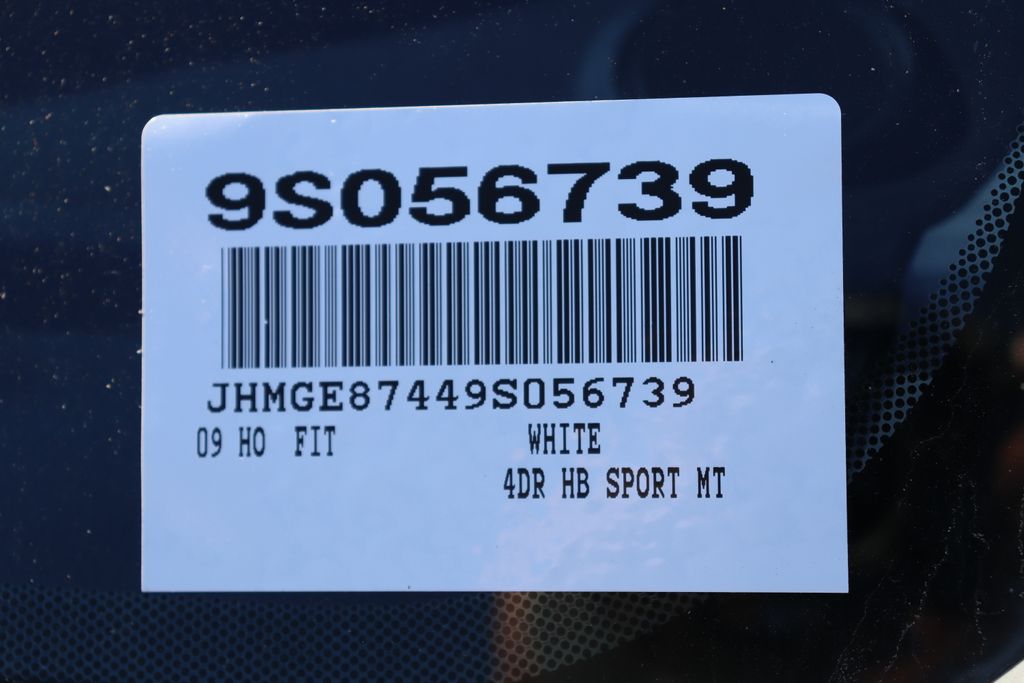 9S056739
JHMGE87449S056739
09 HO FIT WHITE
4DR HB SPORT MT